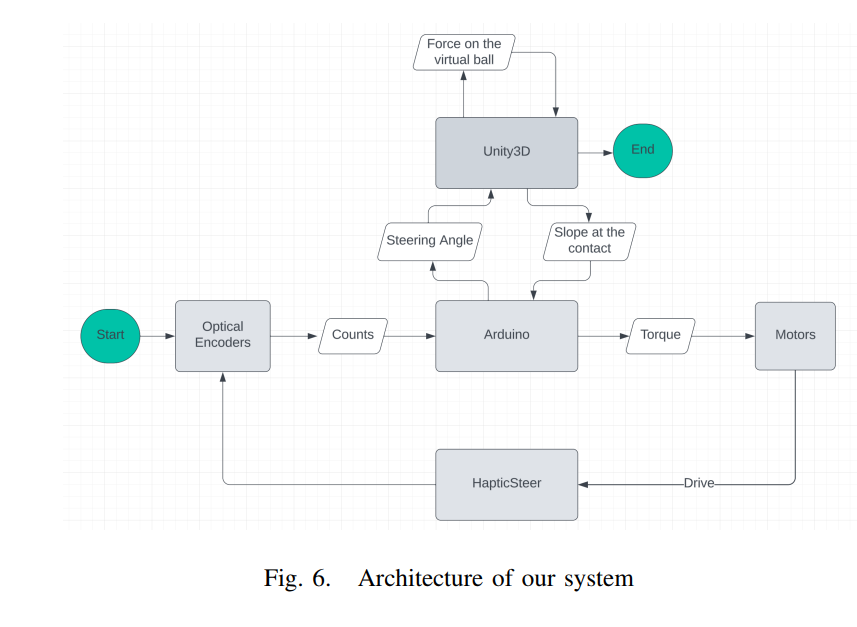 Force on the
virtual ball
Unity3D
End
Steering Angle
Slope at the
contact
Start
Optical
Encoders
Counts
Arduino
Torque
Motors
HapticSteer
Drive
Fig. 6. Architecture of our system